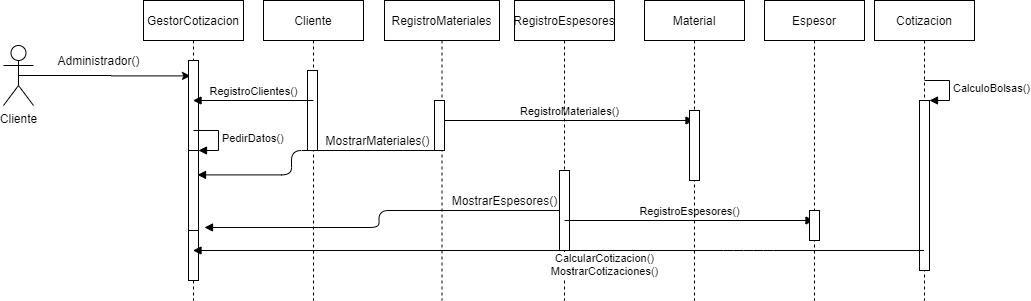 GestorCotizacion
Cliente
RegistroMateriales
RegistroEspesores
Material
Espesor
Cotizacion
Administrador()
Cliente
RegistroClientes()
CalculoBolsas()
RegistroMateriales()
PedirDatos()
MostrarMateriales()
MostrarEspesores()
RegistroEspesores()
CalcularCotizacion()
MostrarCotizaciones()